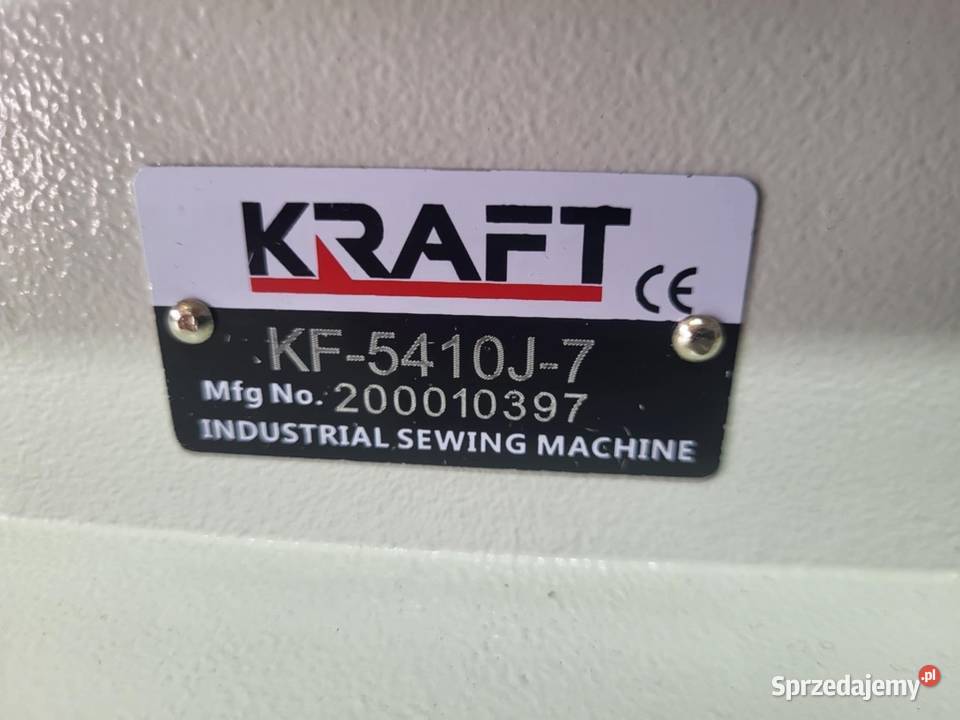 KRAFT
CE
KF-5410J-7
Mfg No. 200010397
INDUSTRIAL SEWING MACHINE
Sprzedajemy.pl